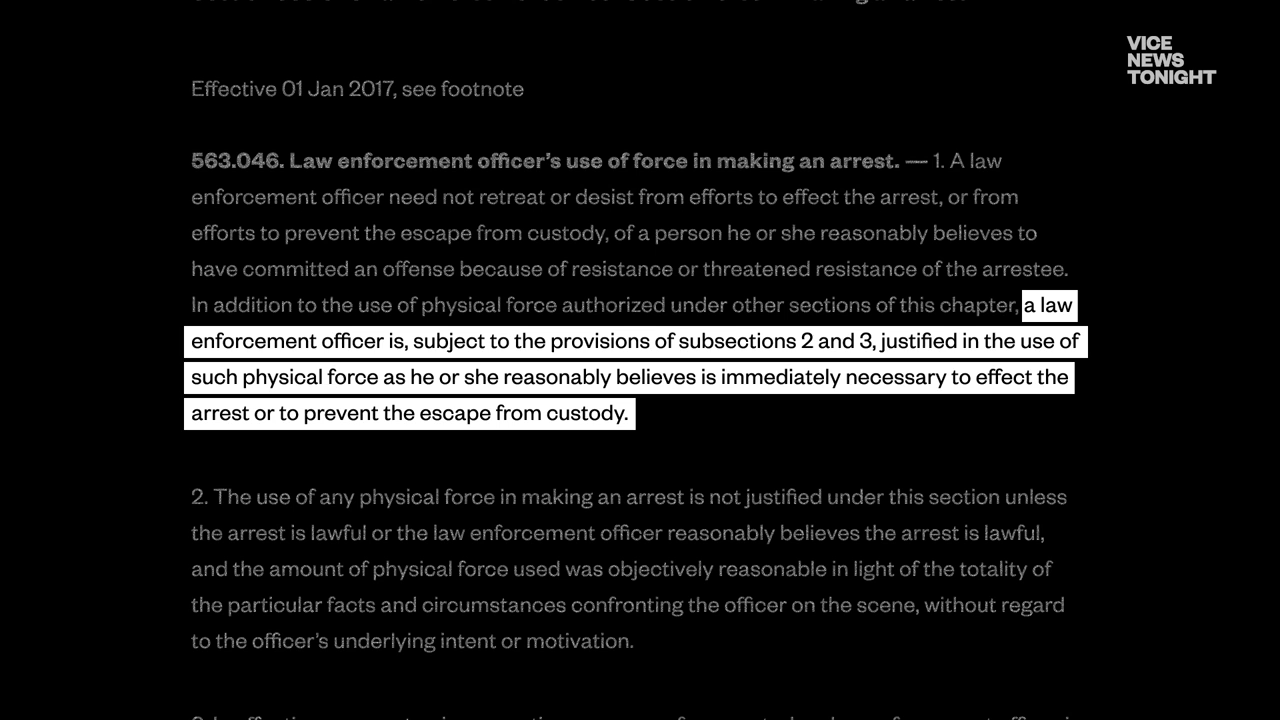 VICE
NEWS
TONIGHT
Effective 01 Jan 2017, see footnote
563.046. Law enforcement officer's use of force in making an arrest. — 1. A law
enforcement officer need not retreat or desist from efforts to effect the arrest, or from
efforts to prevent the escape from custody, of a person he or she reasonably believes to
have committed an offense because of resistance or threatened resistance of the arrestee.
In addition to the use of physical force authorized under other sections of this chapter, a law
enforcement officer is, subject to the provisions of subsections 2 and 3, justified in the use of
such physical force as he or she reasonably believes is immediately necessary to effect the
arrest or to prevent the escape from custody.
2. The use of any physical force in making an arrest is not justified under this section unless
the arrest is lawful or the law enforcement officer reasonably believes the arrest is lawful,
and the amount of physical force used was objectively reasonable in light of the totality of
the particular facts and circumstances confronting the officer on the scene, without regard
to the officer's underlying intent or motivation.